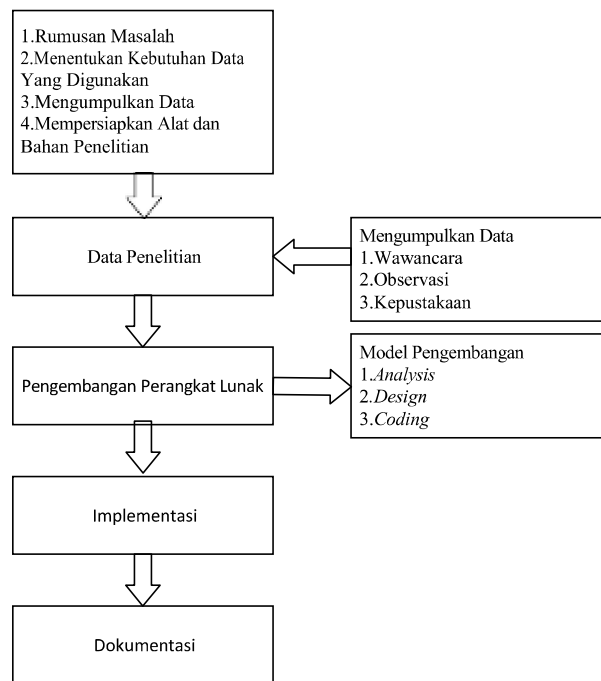 1.Rumusan Masalah
2.Menentukan Kebutuhan Data
Yang Digunakan
3.Mengumpulkan Data
4.Mempersiapkan Alat dan
Bahan Penelitian
Data Penelitian
Mengumpulkan Data
1.Wawancara
2.Observasi
3.Kepustakaan
Pengembangan Perangkat Lunak
Model Pengembangan
1.Analysis
2.Design
3.Coding
Implementasi
Dokumentasi